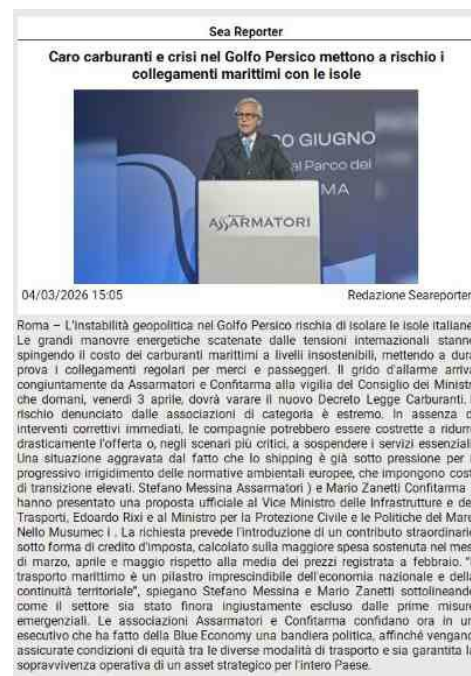 Sea Reporter
Caro carburanti e crisi nel Golfo Persico mettono a rischio i
collegamenti marittimi con le isole
20 GIUGNO
al Parco dei
MA
ASSARMATORI
04/03/2026 15:05
Redazione Seareporter
Roma – L'instabilità geopolitica nel Golfo Persico rischia di isolare le isole italiane
Le grandi manovre energetiche scatenate dalle tensioni internazionali stanno
spingendo il costo dei carburanti marittimi a livelli insostenibili, mettendo a dura
prova i collegamenti regolari per merci e passeggeri. Il grido d'allarme arriva
congiuntamente da Assarmatori e Confitarma alla vigilia del Consiglio dei Ministr
che domani, venerdì 3 aprile, dovrà varare il nuovo Decreto Legge Carburanti.
rischio denunciato dalle associazioni di categoria è estremo. In assenza d
interventi correttivi immediati, le compagnie potrebbero essere costrette a ridurr
drasticamente l'offerta o, negli scenari più critici, a sospendere i servizi essenzial
Una situazione aggravata dal fatto che lo shipping è già sotto pressione per
progressivo irrigidimento delle normative ambientali europee, che impongono cost
di transizione elevati. Stefano Messina Assarmatori ) e Mario Zanetti Confitarma
hanno presentato una proposta ufficiale al Vice Ministro delle Infrastrutture e de
Trasporti, Edoardo Rixi e al Ministro per la Protezione Civile e le Politiche del Mare
Nello Musumec i . La richiesta prevede l'introduzione di un contributo straordinario
sotto forma di credito d'imposta, calcolato sulla maggiore spesa sostenuta nei mes
di marzo, aprile e maggio rispetto alla media dei prezzi registrata a febbraio. "
trasporto marittimo è un pilastro imprescindibile dell'economia nazionale e della
continuità territoriale", spiegano Stefano Messina e Mario Zanetti sottolineando
come il settore sia stato finora ingiustamente escluso dalle prime misure
emergenziali. Le associazioni Assarmatori e Confitarma confidano ora in un
esecutivo che ha fatto della Blue Economy una bandiera politica, affinché vengano
assicurate condizioni di equità tra le diverse modalità di trasporto e sia garantita la
sopravvivenza operativa di un asset strategico per l'intero Paese.